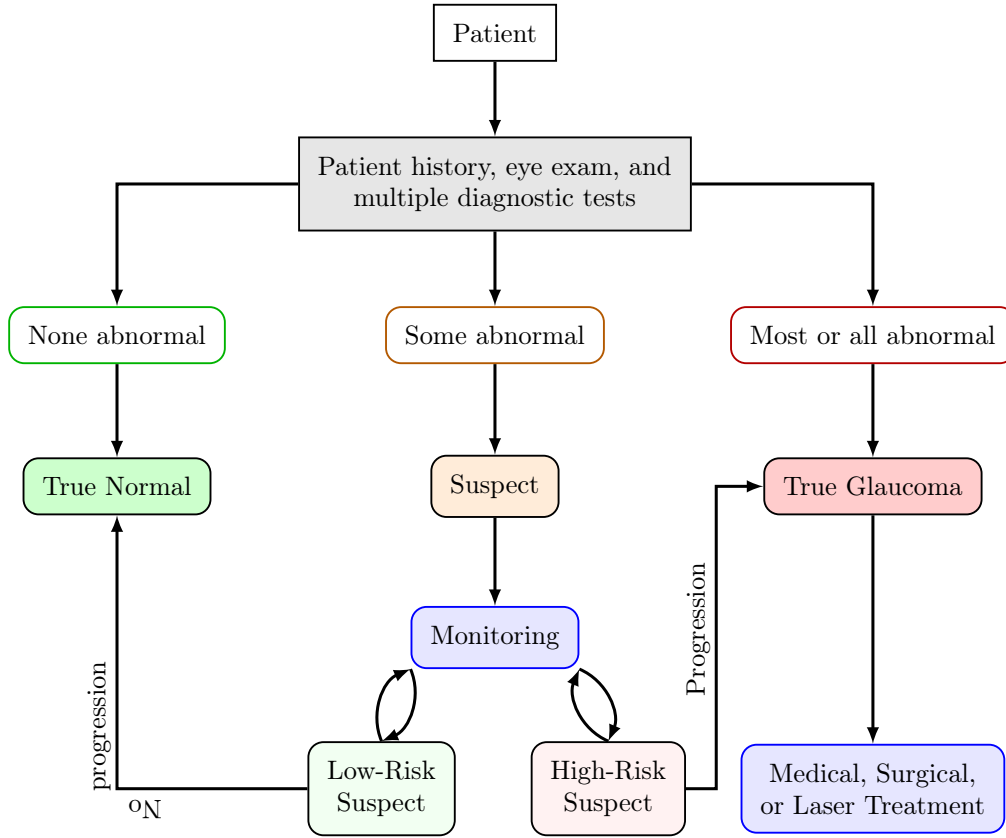 Patient
Patient history, eye exam, and
multiple diagnostic tests
None abnormal
Some abnormal
Most or all abnormal
True Normal
Suspect
True Glaucoma
Monitoring
Progression
No
progression
Low-Risk
Suspect
High-Risk
Suspect
Medical, Surgical,
or Laser Treatment